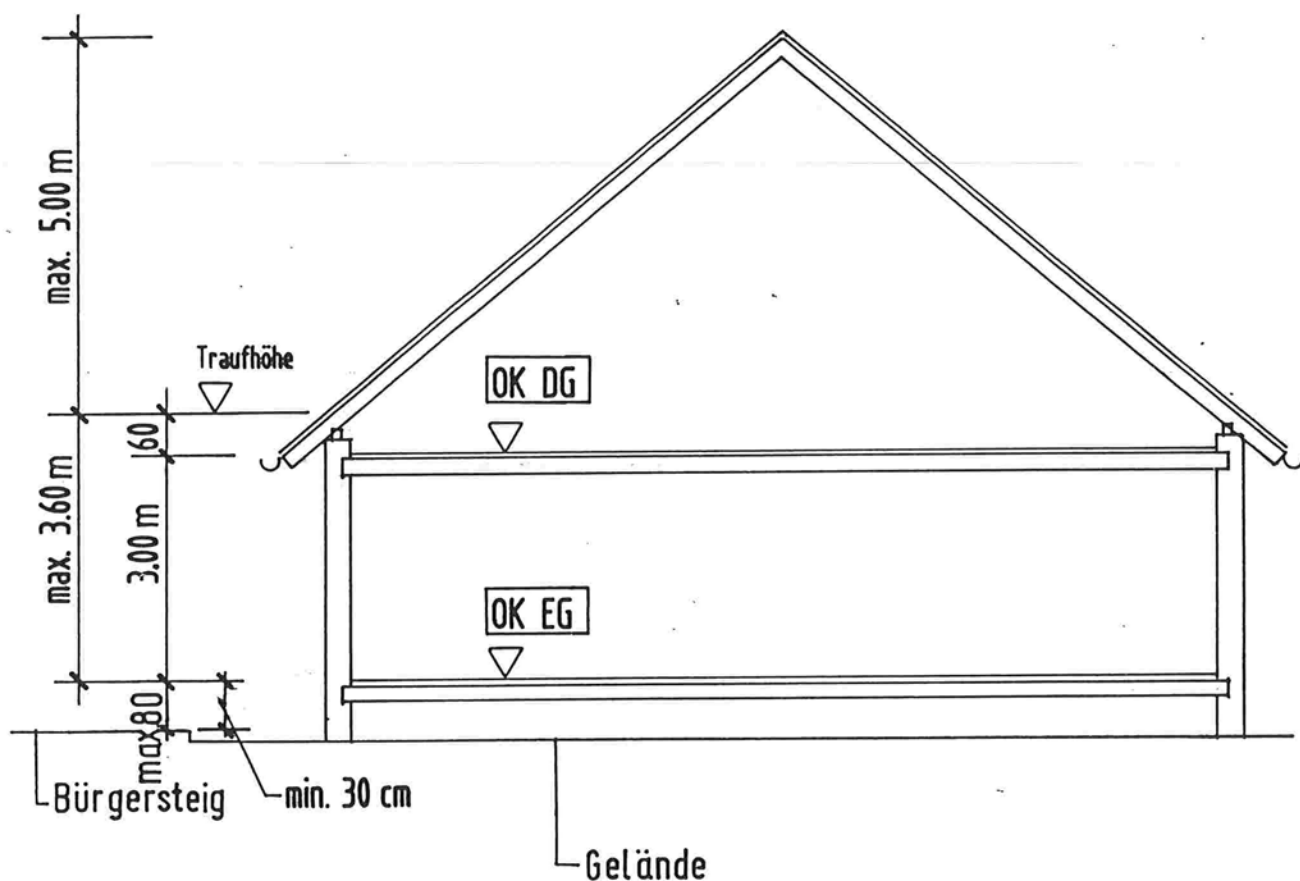 max. 5.00 m
Traufhöhe
OK DG
60
max. 3.60 m
3.00 m
OK EG
max 80
Bürgersteig
min. 30 cm
Gelände